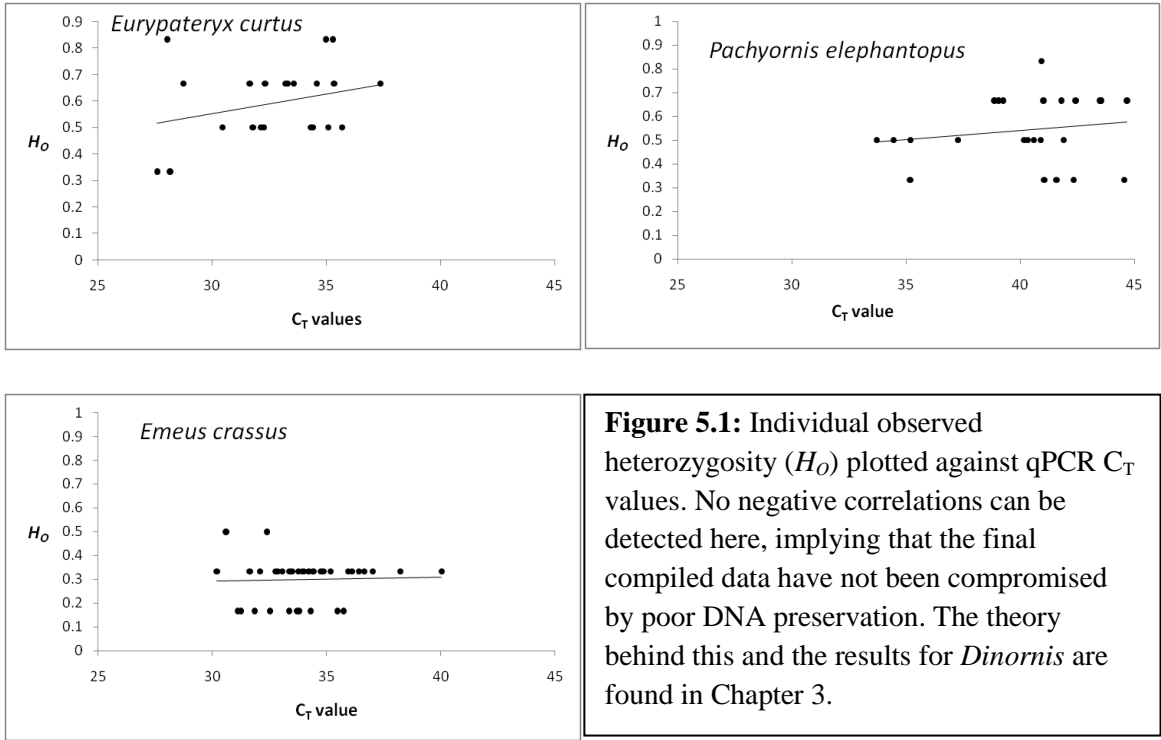 Eurypateryx curtus
0.9
0.8
0.7
0.6
0.5
0.4
0.3
0.2
0.1
0
H_O
25 30 35 40 45
C_T values
Pachyornis elephantopus
1
0.9
0.8
0.7
0.6
0.5
0.4
0.3
0.2
0.1
0
H_O
25 30 35 40 45
C_T value
Emeus crassus
1
0.9
0.8
0.7
0.6
0.5
0.4
0.3
0.2
0.1
0
H_O
25 30 35 40 45
C_T value
Figure 5.1: Individual observed
heterozygosity (H_O) plotted against qPCR C_T
values. No negative correlations can be
detected here, implying that the final
compiled data have not been compromised
by poor DNA preservation. The theory
behind this and the results for Dinornis are
found in Chapter 3.